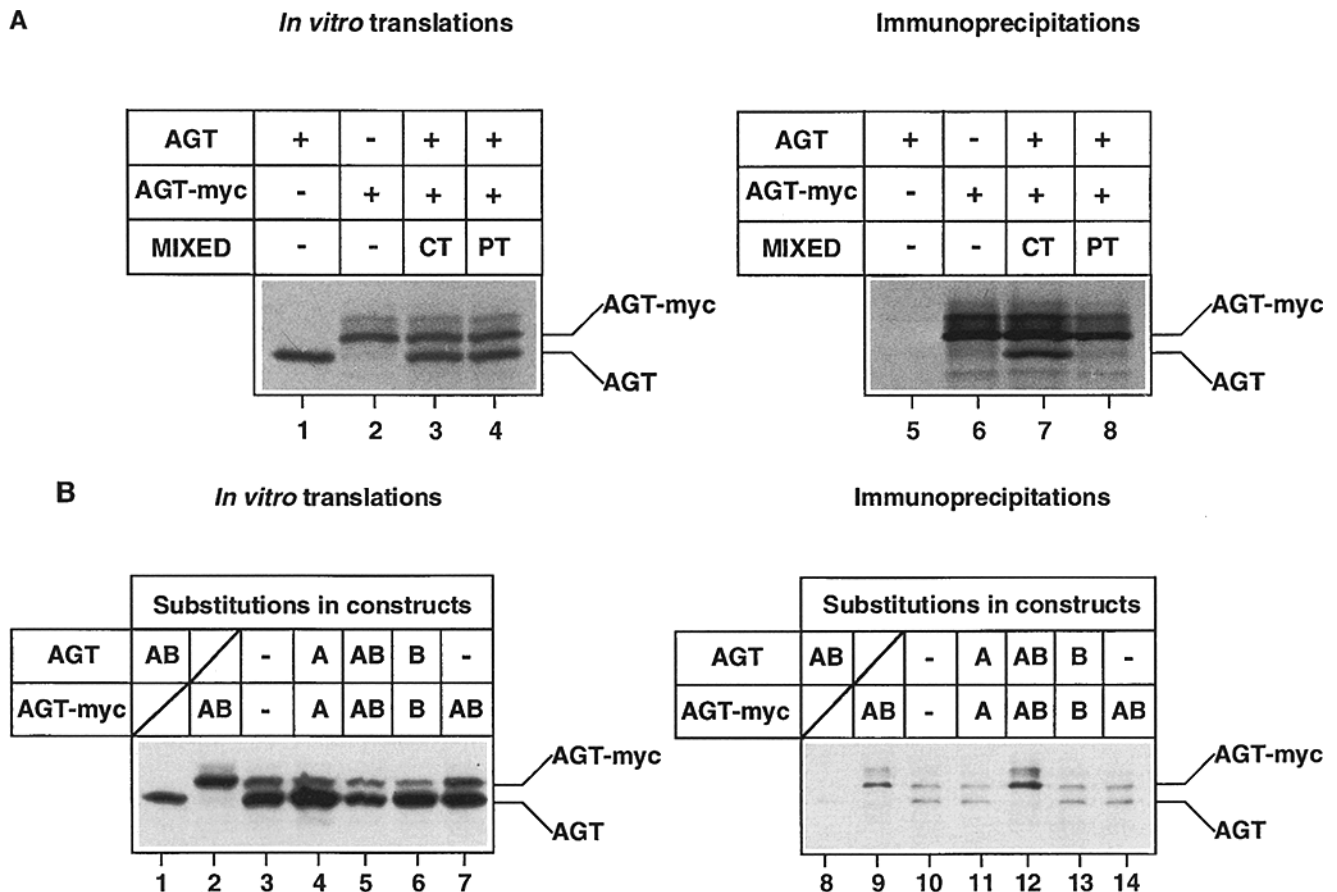 A
In vitro translations
Immunoprecipitations
AGT + - + +
AGT-myc - + + +
MIXED - - CT PT
AGT-myc
AGT
1 2 3 4
AGT + - + +
AGT-myc - + + +
MIXED - - CT PT
AGT-myc
AGT
5 6 7 8
B
In vitro translations
Immunoprecipitations
Substitutions in constructs
AGT AB - A AB B -
AGT-myc AB - A AB B AB
AGT-myc
AGT
1 2 3 4 5 6 7
Substitutions in constructs
AGT AB - A AB B -
AGT-myc AB - A AB B AB
AGT-myc
AGT
8 9 10 11 12 13 14